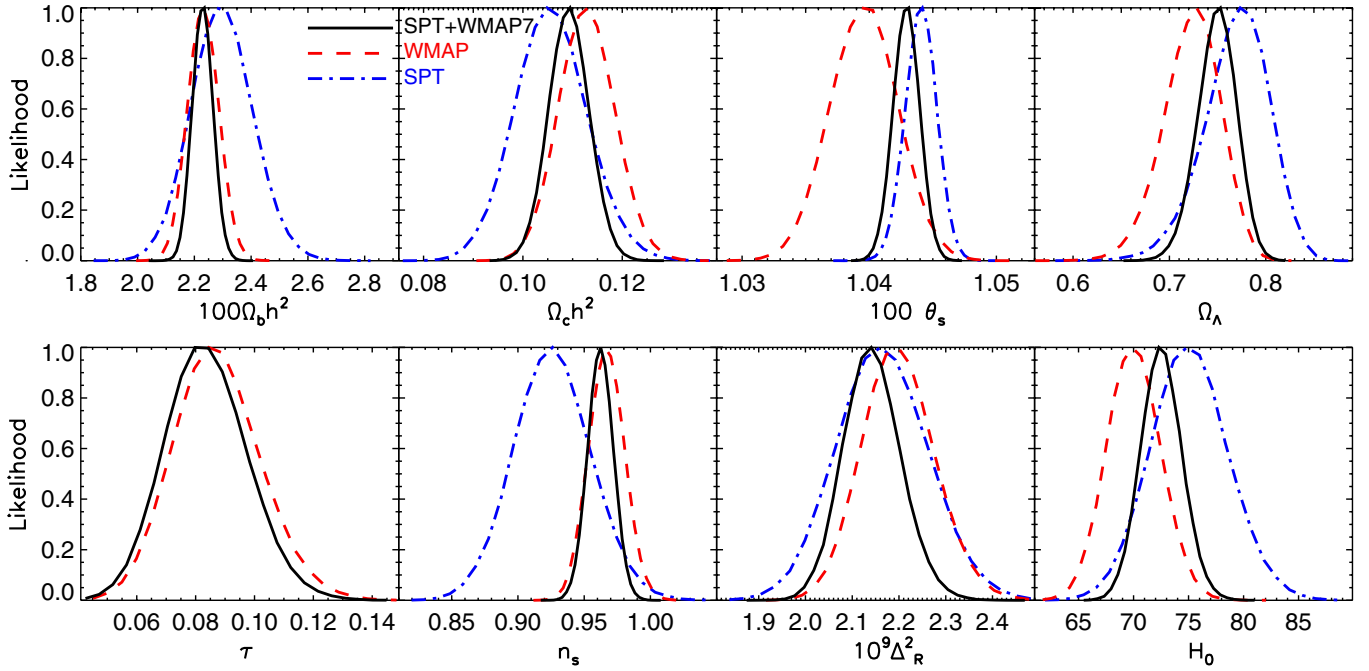 SPT+WMAP7
WMAP
SPT
Likelihood
1.0
0.8
0.6
0.4
0.2
0.0
1.8 2.0 2.2 2.4 2.6 2.8
0.08 0.10 0.12
1.03 1.04 1.05
0.6 0.7 0.8
100Ω_b h²
Ω_c h²
100 θ_s
Ω_Λ
Likelihood
1.0
0.8
0.6
0.4
0.2
0.0
0.06 0.08 0.10 0.12 0.14
0.85 0.90 0.95 1.00
1.9 2.0 2.1 2.2 2.3 2.4
65 70 75 80 85
τ
n_s
10⁹Δ²_R
H_0